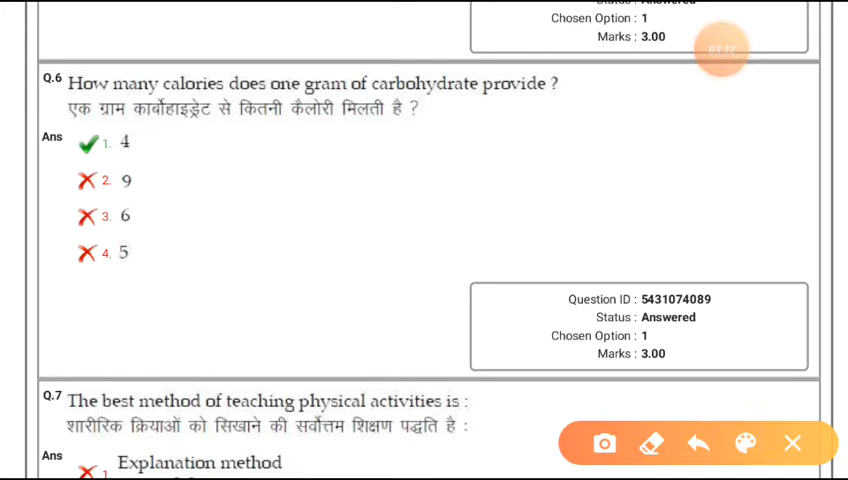 Chosen Option : 1
Marks : 3.00
Q.6 How many calories does one gram of carbohydrate provide ?
एक ग्राम कार्बोहाइड्रेट से कितनी कैलोरी मिलती है ?
Ans 1. 4
2. 9
3. 6
4. 5
Question ID : 5431074089
Status : Answered
Chosen Option : 1
Marks : 3.00
Q.7 The best method of teaching physical activities is :
शारीरिक क्रियाओं को सिखाने की सर्वोत्तम शिक्षण पद्धति है :
Ans 1. Explanation method